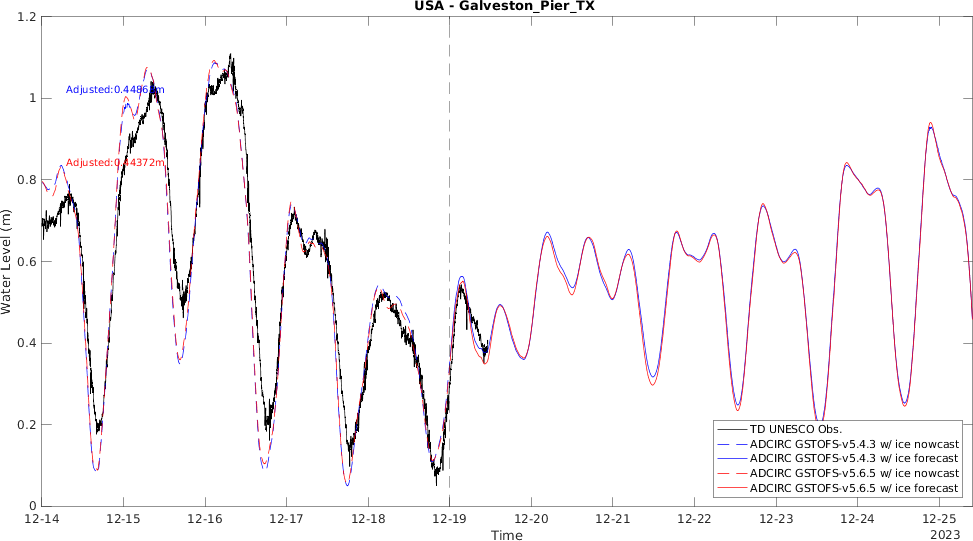 USA - Galveston_Pier_TX
1.2
1
0.8
0.6
0.4
0.2
0
Water Level (m)
Adjusted:0.44372m
TD UNESCO Obs.
ADCIRC GSTOFS-v5.4.3 w/ ice nowcast
ADCIRC GSTOFS-v5.4.3 w/ ice forecast
ADCIRC GSTOFS-v5.6.5 w/ ice nowcast
ADCIRC GSTOFS-v5.6.5 w/ ice forecast
12-14 12-15 12-16 12-17 12-18 12-19 12-20 12-21 12-22 12-23 12-24 12-25
Time
2023